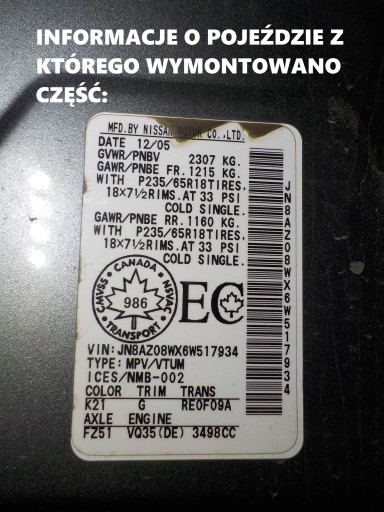 INFORMACJE O POJEŹDZIE Z
KTÓREGO WYMONTOWANO
CZĘŚĆ:
MFD.BY NISSAN MOTOR CO.,LTD.
DATE 12/05
GVWR/PNBV 2307 KG.
GAWR/PNBE FR.1215 KG.
WITH P235/65R18TIRES,
18×7½RIMS.AT 33 PSI
COLD SINGLE.
GAWR/PNBE RR.1160 KG.
WITH P235/65R18TIRES,
18×7½RIMS.AT 33 PSI
COLD SINGLE.
CMVSS · CANADA · NSVAC
986
TRANSPORT
EC
VIN:JN8AZ08WX6W517934
TYPE:MPV/VTUM
ICES/NMB-002
COLOR TRIM TRANS
K21 G RE0F09A
AXLE ENGINE
FZ51 VQ35(DE) 3498CC
JN8AZ08WX6W517934